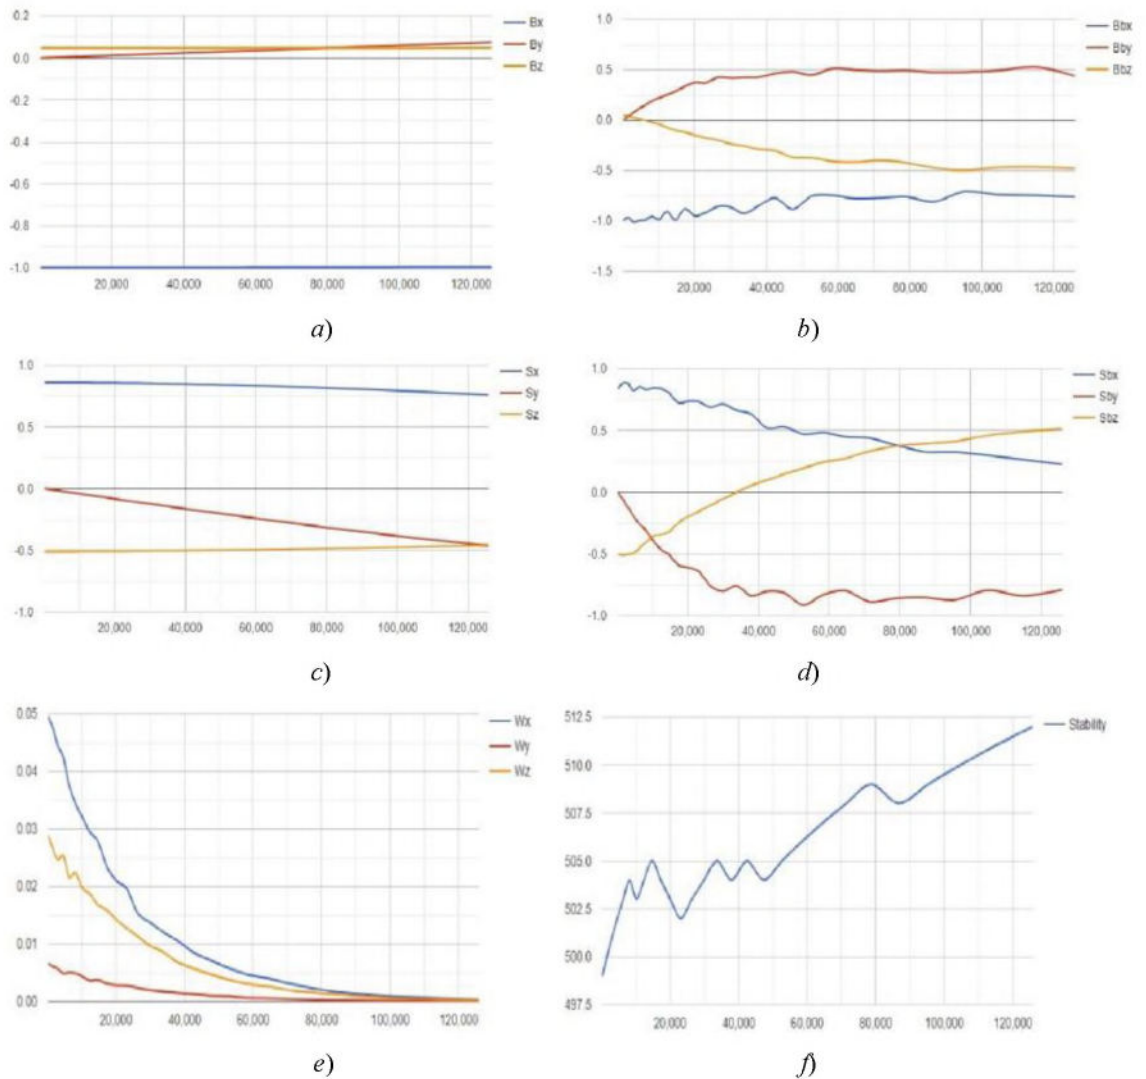 0.2
0.0
-0.2
-0.4
-0.6
-0.8
-1.0
Bx
By
Bz
20,000 40,000 60,000 80,000 100,000 120,000
a)
1.0
0.5
0.0
-0.5
-1.0
-1.5
Bbx
Bby
Bbz
20,000 40,000 60,000 80,000 100,000 120,000
b)
1.0
0.5
0.0
-0.5
-1.0
Sx
Sy
Sz
20,000 40,000 60,000 80,000 100,000 120,000
c)
1.0
0.5
0.0
-0.5
-1.0
Sbx
Sby
Sbz
20,000 40,000 60,000 80,000 100,000 120,000
d)
0.05
0.04
0.03
0.02
0.01
0.00
Wx
Wy
Wz
20,000 40,000 60,000 80,000 100,000 120,000
e)
512.5
510.0
507.5
505.0
502.5
500.0
497.5
Stability
20,000 40,000 60,000 80,000 100,000 120,000
f)